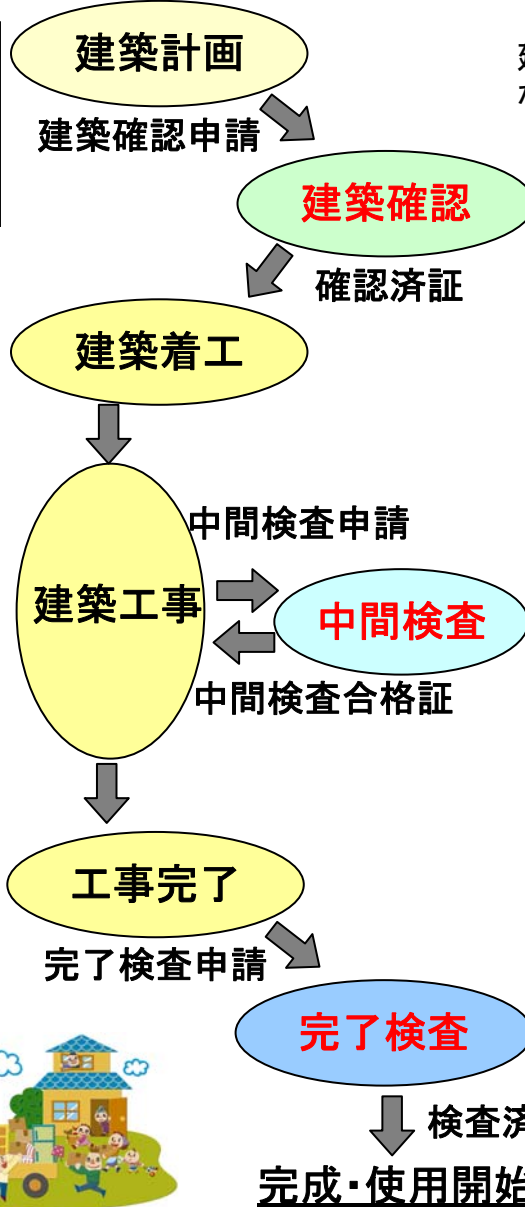 建築計画
建築確認申請
建築確認
確認済証
建築着工
中間検査申請
建築工事
中間検査
中間検査合格証
工事完了
完了検査申請
完了検査
検査済
完成・使用開始